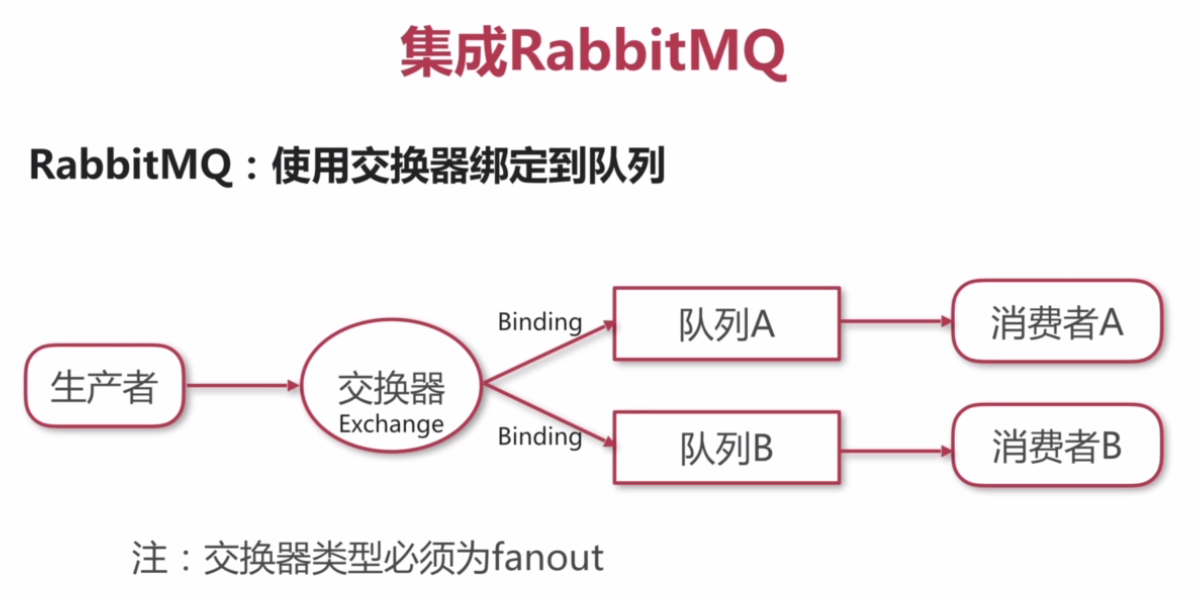 集成RabbitMQ
RabbitMQ：使用交换器绑定到队列
Binding
队列A
消费者A
生产者
交换器
Exchange
Binding
队列B
消费者B
注：交换器类型必须为fanout